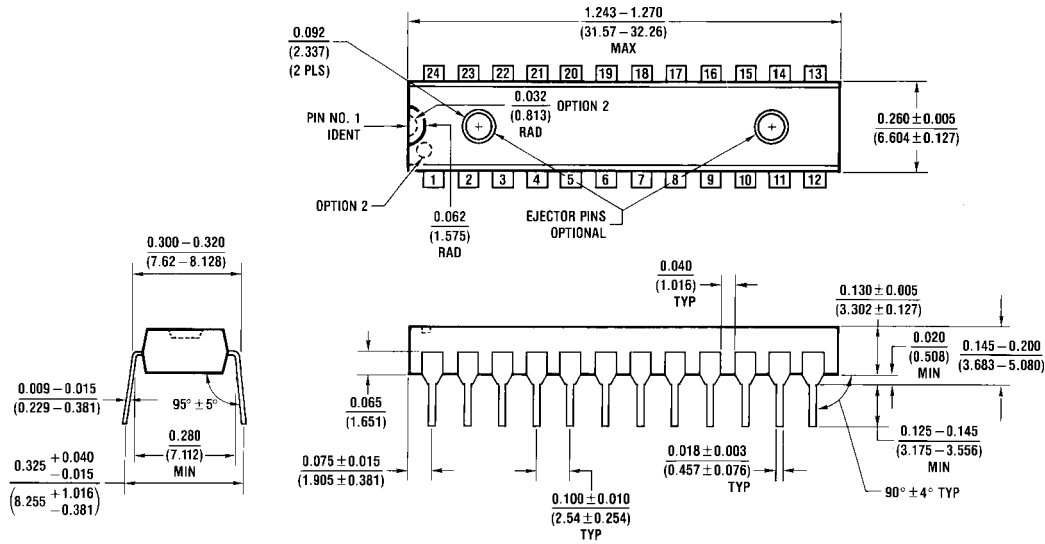 1.243 – 1.270
(31.57 – 32.26)
MAX
0.092
(2.337)
(2 PLS)
24 23 22 21 20 19 18 17 16 15 14 13
0.032
(0.813)
RAD
OPTION 2
PIN NO. 1
IDENT
0.260 ± 0.005
(6.604 ± 0.127)
1 2 3 4 5 6 7 8 9 10 11 12
OPTION 2
0.062
(1.575)
RAD
EJECTOR PINS
OPTIONAL
0.300 – 0.320
(7.62 – 8.128)
0.040
(1.016)
TYP
0.130 ± 0.005
(3.302 ± 0.127)
0.020
(0.508)
MIN
0.145 – 0.200
(3.683 – 5.080)
0.009 – 0.015
(0.229 – 0.381)
95° ± 5°
0.065
(1.651)
0.280
(7.112)
MIN
0.325 +0.040 −0.015
(8.255 +1.016 −0.381)
0.075 ± 0.015
(1.905 ± 0.381)
0.100 ± 0.010
(2.54 ± 0.254)
TYP
0.018 ± 0.003
(0.457 ± 0.076)
TYP
0.125 – 0.145
(3.175 – 3.556)
MIN
90° ± 4° TYP